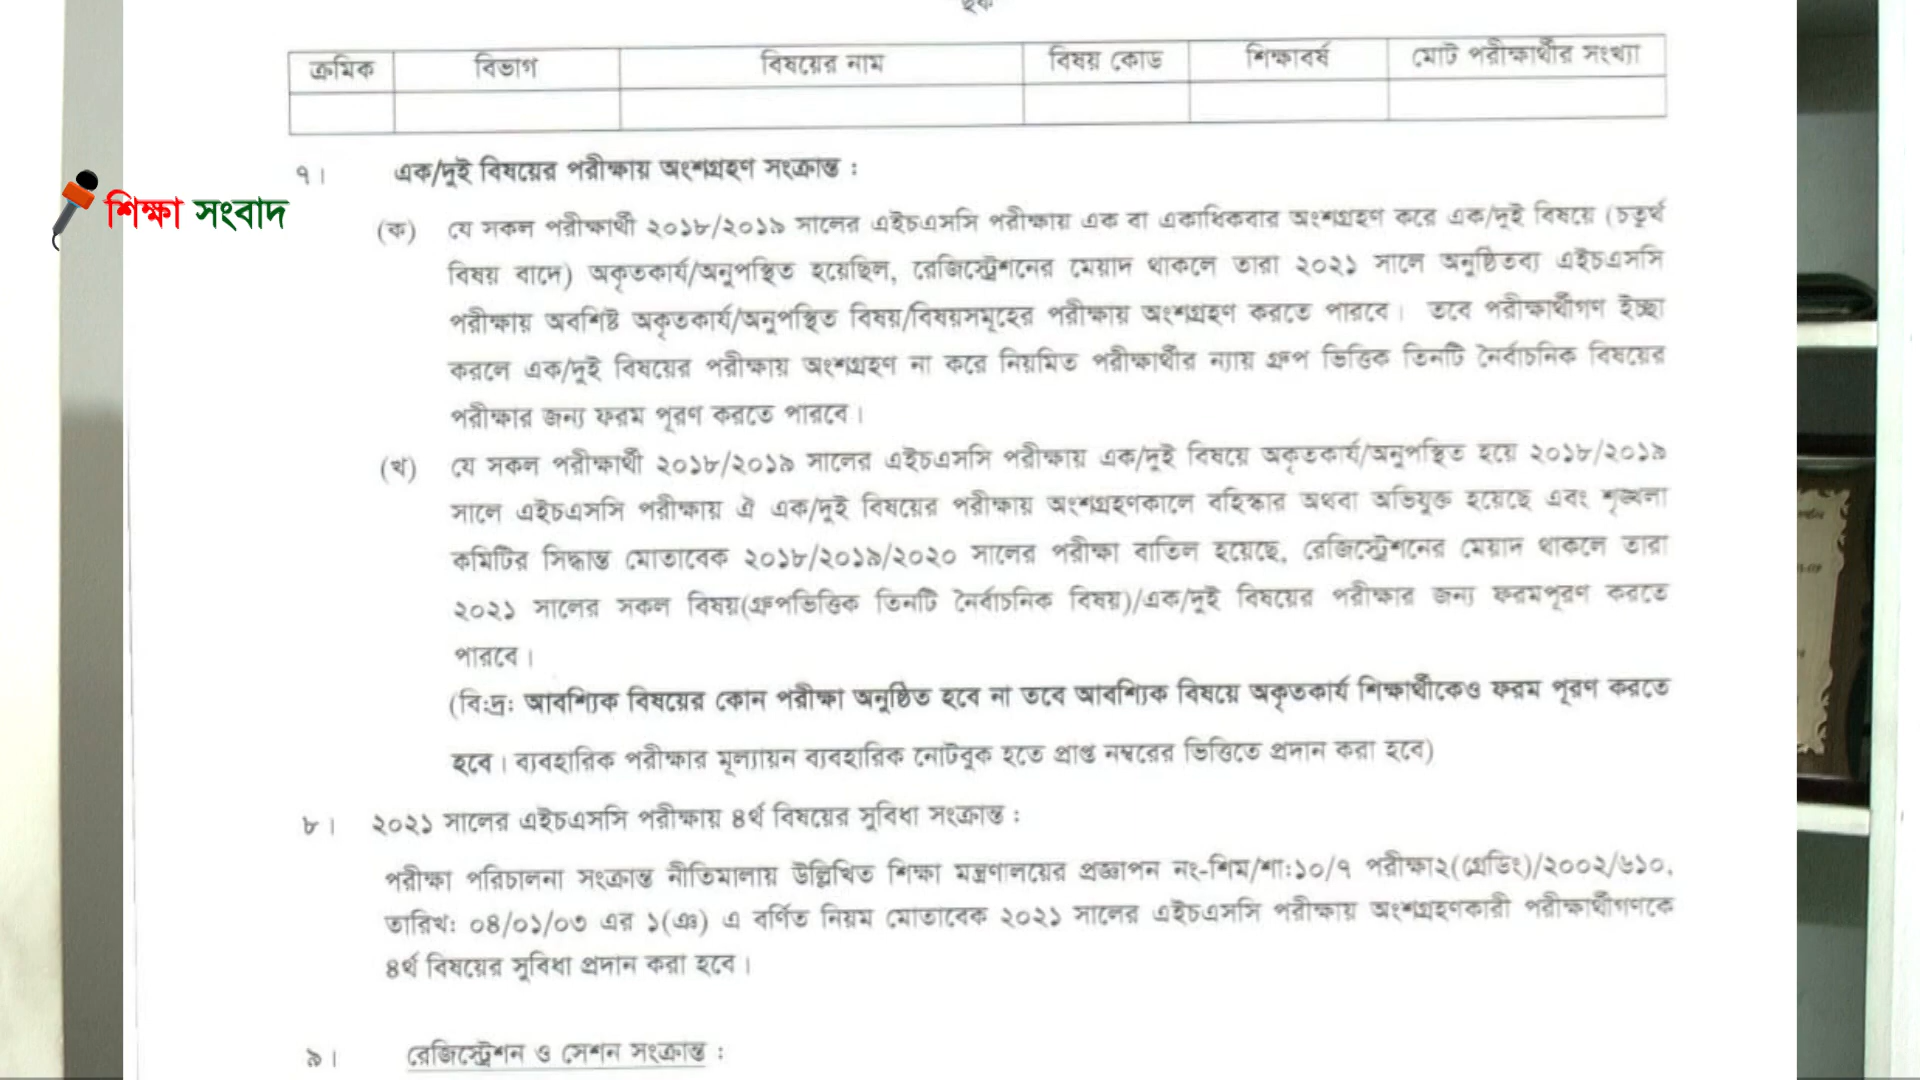 ছক
ক্রমিক বিভাগ বিষয়ের নাম বিষয় কোড শিক্ষাবর্ষ মোট পরীক্ষার্থীর সংখ্যা
৭। এক/দুই বিষয়ের পরীক্ষায় অংশগ্রহণ সংক্রান্ত :
শিক্ষা সংবাদ
(ক) যে সকল পরীক্ষার্থী ২০১৮/২০১৯ সালের এইচএসসি পরীক্ষায় এক বা একাধিকবার অংশগ্রহণ করে এক/দুই বিষয়ে (চতুর্থ
বিষয় বাদে) অকৃতকার্য/অনুপস্থিত হয়েছিল, রেজিস্ট্রেশনের মেয়াদ থাকলে তারা ২০২১ সালে অনুষ্ঠিতব্য এইচএসসি
পরীক্ষায় অবশিষ্ট অকৃতকার্য/অনুপস্থিত বিষয়/বিষয়সমূহের পরীক্ষায় অংশগ্রহণ করতে পারবে। তবে পরীক্ষার্থীগণ ইচ্ছা
করলে এক/দুই বিষয়ের পরীক্ষায় অংশগ্রহণ না করে নিয়মিত পরীক্ষার্থীর ন্যায় গ্রুপ ভিত্তিক তিনটি নৈর্বাচনিক বিষয়ের
পরীক্ষার জন্য ফরম পূরণ করতে পারবে।
(খ) যে সকল পরীক্ষার্থী ২০১৮/২০১৯ সালের এইচএসসি পরীক্ষায় এক/দুই বিষয়ে অকৃতকার্য/অনুপস্থিত হয়ে ২০১৮/২০১৯
সালে এইচএসসি পরীক্ষায় ঐ এক/দুই বিষয়ের পরীক্ষায় অংশগ্রহণকালে বহিস্কার অথবা অভিযুক্ত হয়েছে এবং শৃঙ্খলা
কমিটির সিদ্ধান্ত মোতাবেক ২০১৮/২০১৯/২০২০ সালের পরীক্ষা বাতিল হয়েছে, রেজিস্ট্রেশনের মেয়াদ থাকলে তারা
২০২১ সালের সকল বিষয়(গ্রুপভিত্তিক তিনটি নৈর্বাচনিক বিষয়)/এক/দুই বিষয়ের পরীক্ষার জন্য ফরমপূরণ করতে
পারবে।
(বি:দ্র: আবশ্যিক বিষয়ের কোন পরীক্ষা অনুষ্ঠিত হবে না তবে আবশ্যিক বিষয়ে অকৃতকার্য শিক্ষার্থীকেও ফরম পূরণ করতে
হবে। ব্যবহারিক পরীক্ষার মূল্যায়ন ব্যবহারিক নোটবুক হতে প্রাপ্ত নম্বরের ভিত্তিতে প্রদান করা হবে)
৮। ২০২১ সালের এইচএসসি পরীক্ষায় ৪র্থ বিষয়ের সুবিধা সংক্রান্ত :
পরীক্ষা পরিচালনা সংক্রান্ত নীতিমালায় উল্লিখিত শিক্ষা মন্ত্রণালয়ের প্রজ্ঞাপন নং-শিম/শা:১০/৭ পরীক্ষা২(গ্রেডিং)/২০০২/৬১০,
তারিখ: ০৪/০১/০৩ এর ১(ঞ) এ বর্ণিত নিয়ম মোতাবেক ২০২১ সালের এইচএসসি পরীক্ষায় অংশগ্রহণকারী পরীক্ষার্থীগণকে
৪র্থ বিষয়ের সুবিধা প্রদান করা হবে।
৯। রেজিস্ট্রেশন ও সেশন সংক্রান্ত :